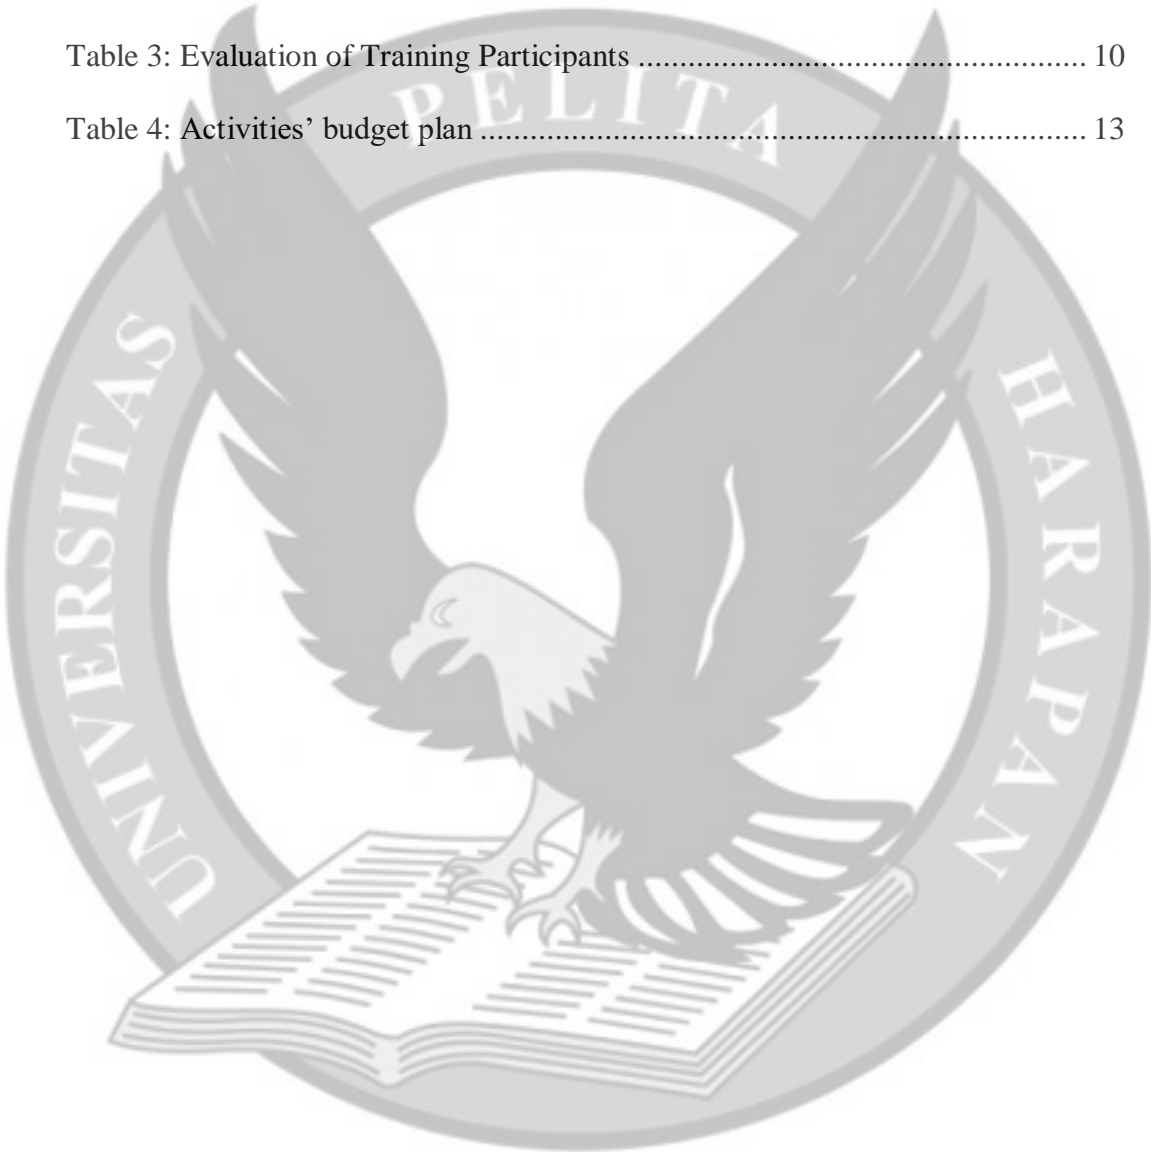 Table 3: Evaluation of Training Participants ...................................................... 10
Table 4: Activities’ budget plan .......................................................................... 13
UNIVERSITAS PELITA HARAPAN